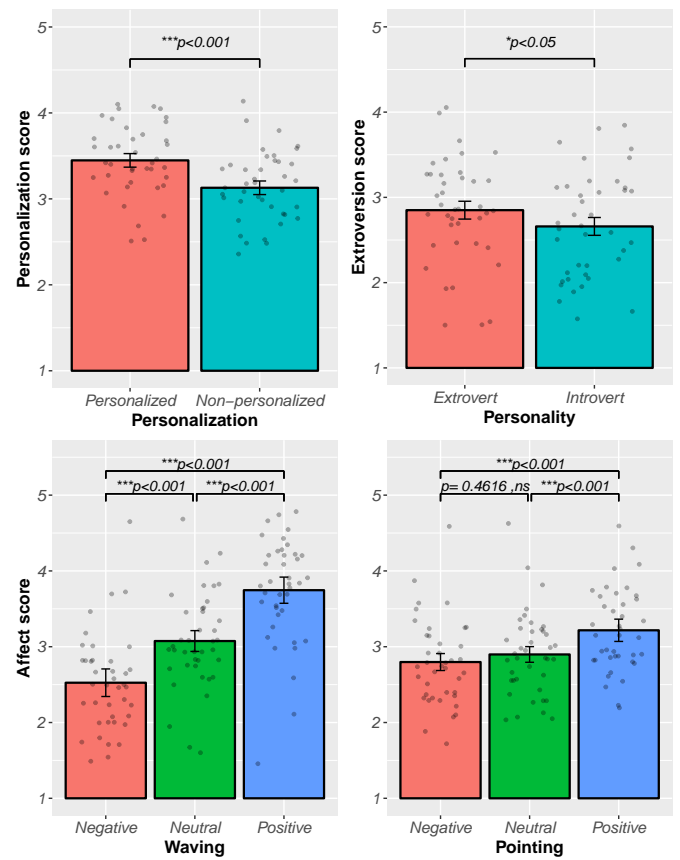 5
***p<0.001
4
3
2
1
Personalization score
Personalized Non-personalized
Personalization
5
*p<0.05
4
3
2
1
Extroversion score
Extrovert Introvert
Personality
***p<0.001
5
***p<0.001 ***p<0.001
4
3
2
1
Affect score
Negative Neutral Positive
Waving
***p<0.001
5
p= 0.4616 ,ns ***p<0.001
4
3
2
1
Negative Neutral Positive
Pointing